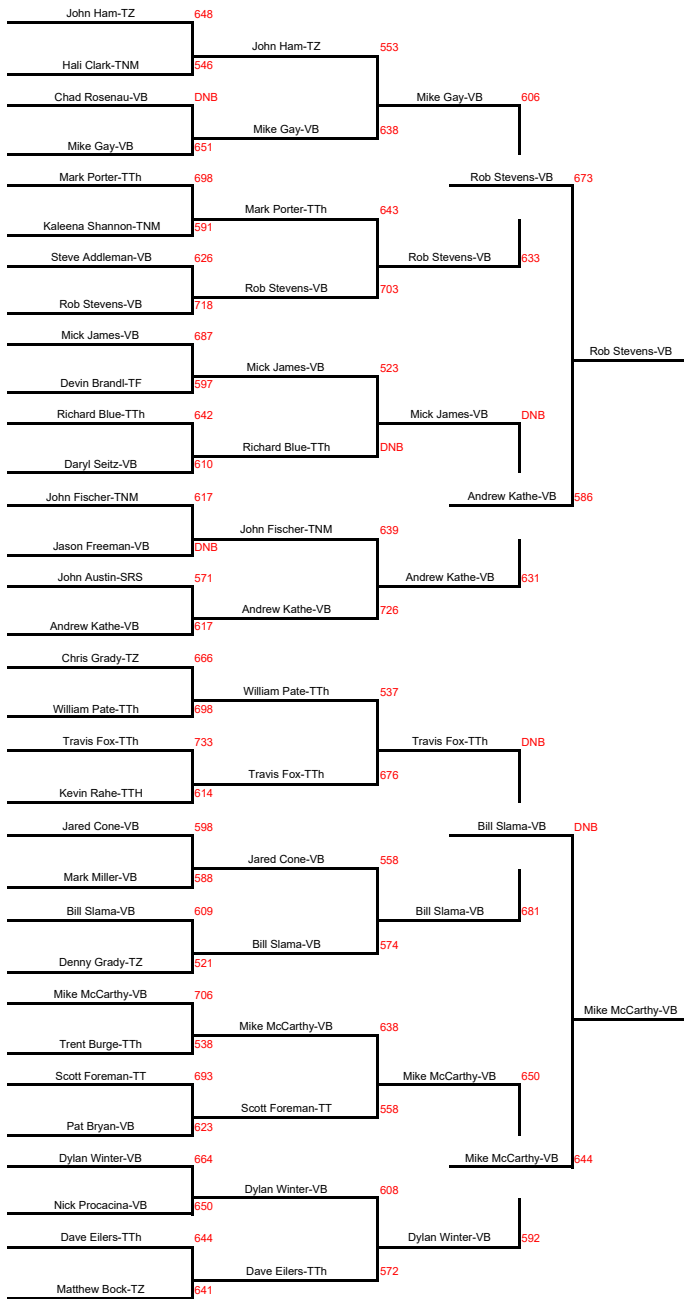 John Ham-TZ 648
John Ham-TZ 553
Hali Clark-TNM 546
Chad Rosenau-VB DNB
Mike Gay-VB 606
Mike Gay-VB 638
Mike Gay-VB 651
Mark Porter-TTh 698
Rob Stevens-VB 673
Mark Porter-TTh 643
Kaleena Shannon-TNM 591
Steve Addleman-VB 626
Rob Stevens-VB 633
Rob Stevens-VB 703
Rob Stevens-VB 718
Mick James-VB 687
Rob Stevens-VB
Mick James-VB 523
Devin Brandl-TF 597
Richard Blue-TTh 642
Mick James-VB DNB
Richard Blue-TTh DNB
Daryl Seitz-VB 610
John Fischer-TNM 617
Andrew Kathe-VB 586
John Fischer-TNM 639
Jason Freeman-VB DNB
John Austin-SRS 571
Andrew Kathe-VB 631
Andrew Kathe-VB 726
Andrew Kathe-VB 617
Chris Grady-TZ 666
William Pate-TTh 537
William Pate-TTh 698
Travis Fox-TTh 733
Travis Fox-TTh DNB
Travis Fox-TTh 676
Kevin Rahe-TTH 614
Jared Cone-VB 598
Bill Slama-VB DNB
Jared Cone-VB 558
Mark Miller-VB 588
Bill Slama-VB 609
Bill Slama-VB 681
Bill Slama-VB 574
Denny Grady-TZ 521
Mike McCarthy-VB 706
Mike McCarthy-VB
Mike McCarthy-VB 638
Trent Burge-TTh 538
Scott Foreman-TT 693
Mike McCarthy-VB 650
Scott Foreman-TT 558
Pat Bryan-VB 623
Dylan Winter-VB 664
Mike McCarthy-VB 644
Dylan Winter-VB 608
Nick Procacina-VB 650
Dave Eilers-TTh 644
Dylan Winter-VB 592
Dave Eilers-TTh 572
Matthew Bock-TZ 641